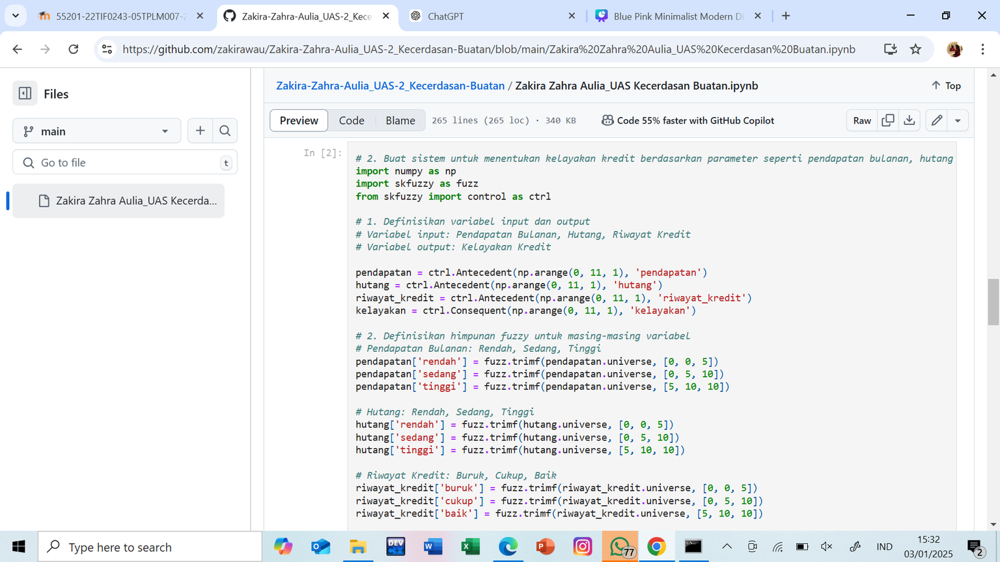 55201-22TIF0243-05TPLM007-2
Zakira-Zahra-Aulia_UAS-2_Kece
ChatGPT
Blue Pink Minimalist Modern Di
https://github.com/zakirawau/Zakira-Zahra-Aulia_UAS-2_Kecerdasan-Buatan/blob/main/Zakira%20Zahra%20Aulia_UAS%20Kecerdasan%20Buatan.ipynb
Files
main
Go to file
t
Zakira Zahra Aulia_UAS Kecerda...
Zakira-Zahra-Aulia_UAS-2_Kecerdasan-Buatan / Zakira Zahra Aulia_UAS Kecerdasan Buatan.ipynb
Top
Preview Code Blame 265 lines (265 loc) · 340 KB Code 55% faster with GitHub Copilot Raw
In [2]:
# 2. Buat sistem untuk menentukan kelayakan kredit berdasarkan parameter seperti pendapatan bulanan, hutang
import numpy as np
import skfuzzy as fuzz
from skfuzzy import control as ctrl
# 1. Definisikan variabel input dan output
# Variabel input: Pendapatan Bulanan, Hutang, Riwayat Kredit
# Variabel output: Kelayakan Kredit
pendapatan = ctrl.Antecedent(np.arange(0, 11, 1), 'pendapatan')
hutang = ctrl.Antecedent(np.arange(0, 11, 1), 'hutang')
riwayat_kredit = ctrl.Antecedent(np.arange(0, 11, 1), 'riwayat_kredit')
kelayakan = ctrl.Consequent(np.arange(0, 11, 1), 'kelayakan')
# 2. Definisikan himpunan fuzzy untuk masing-masing variabel
# Pendapatan Bulanan: Rendah, Sedang, Tinggi
pendapatan['rendah'] = fuzz.trimf(pendapatan.universe, [0, 0, 5])
pendapatan['sedang'] = fuzz.trimf(pendapatan.universe, [0, 5, 10])
pendapatan['tinggi'] = fuzz.trimf(pendapatan.universe, [5, 10, 10])
# Hutang: Rendah, Sedang, Tinggi
hutang['rendah'] = fuzz.trimf(hutang.universe, [0, 0, 5])
hutang['sedang'] = fuzz.trimf(hutang.universe, [0, 5, 10])
hutang['tinggi'] = fuzz.trimf(hutang.universe, [5, 10, 10])
# Riwayat Kredit: Buruk, Cukup, Baik
riwayat_kredit['buruk'] = fuzz.trimf(riwayat_kredit.universe, [0, 0, 5])
riwayat_kredit['cukup'] = fuzz.trimf(riwayat_kredit.universe, [0, 5, 10])
riwayat_kredit['baik'] = fuzz.trimf(riwayat_kredit.universe, [5, 10, 10])
Type here to search
DEV C++
77
IND
15:32
03/01/2025
2